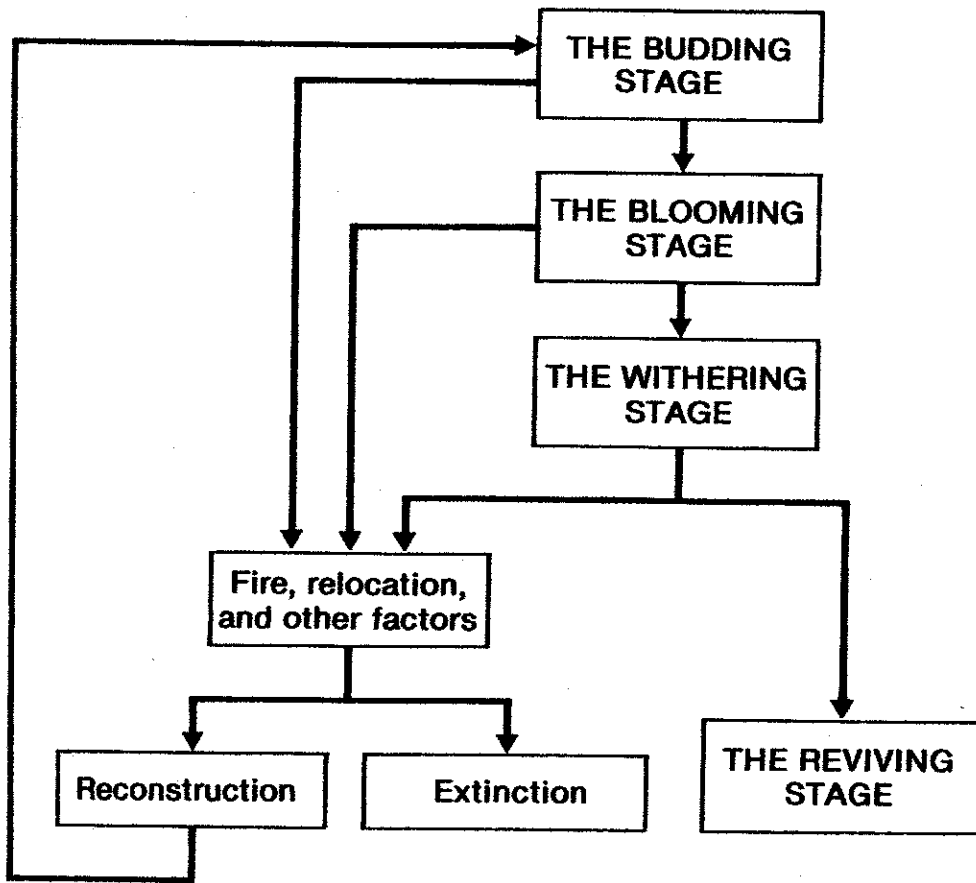 THE BUDDING
STAGE
THE BLOOMING
STAGE
THE WITHERING
STAGE
Fire, relocation,
and other factors
Reconstruction
Extinction
THE REVIVING
STAGE